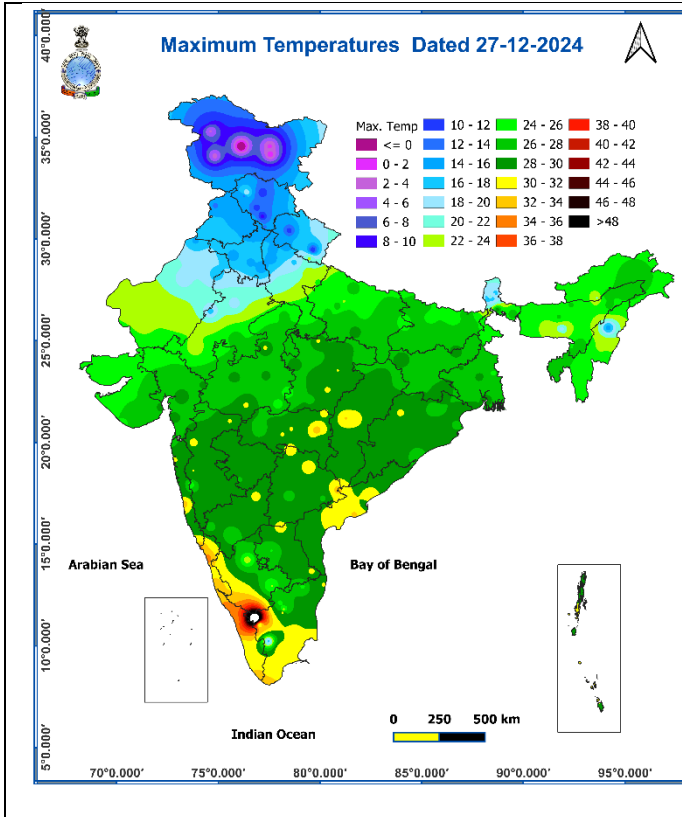 Maximum Temperatures Dated 27-12-2024
Max. Temp
<= 0
0 - 2
2 - 4
4 - 6
6 - 8
8 - 10
10 - 12
12 - 14
14 - 16
16 - 18
18 - 20
20 - 22
22 - 24
24 - 26
26 - 28
28 - 30
30 - 32
32 - 34
34 - 36
36 - 38
38 - 40
40 - 42
42 - 44
44 - 46
46 - 48
>48
40°0.000'
35°0.000'
30°0.000'
25°0.000'
20°0.000'
15°0.000'
10°0.000'
5°0.000'
Arabian Sea
Bay of Bengal
Indian Ocean
0 250 500 km
70°0.000' 75°0.000' 80°0.000' 85°0.000' 90°0.000' 95°0.000'